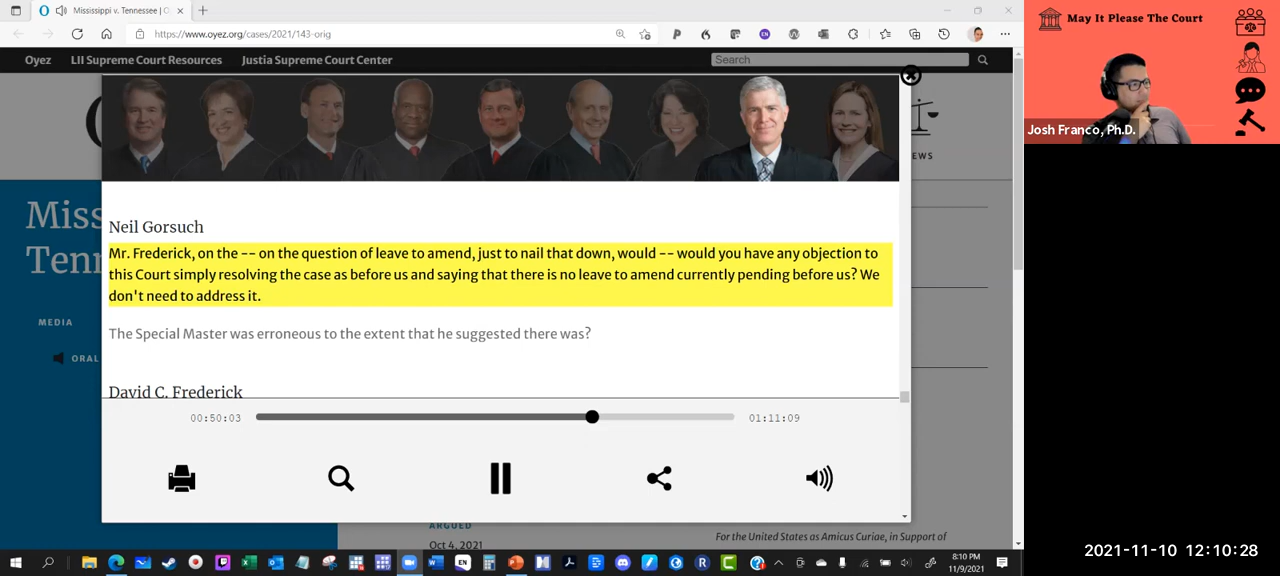 Mississippi v. Tennessee | O
https://www.oyez.org/cases/2021/143-orig
Oyez
LII Supreme Court Resources
Justia Supreme Court Center
Search
EWS
Miss
Tenn
MEDIA
ORAL
Neil Gorsuch
Mr. Frederick, on the -- on the question of leave to amend, just to nail that down, would -- would you have any objection to
this Court simply resolving the case as before us and saying that there is no leave to amend currently pending before us? We
don't need to address it.
The Special Master was erroneous to the extent that he suggested there was?
David C. Frederick
00:50:03
01:11:09
ARGUED
Oct 4, 2021
For the United States as Amicus Curiae, in Support of
May It Please The Court
Josh Franco, Ph.D.
2021-11-10 12:10:28
8:10 PM
11/9/2021